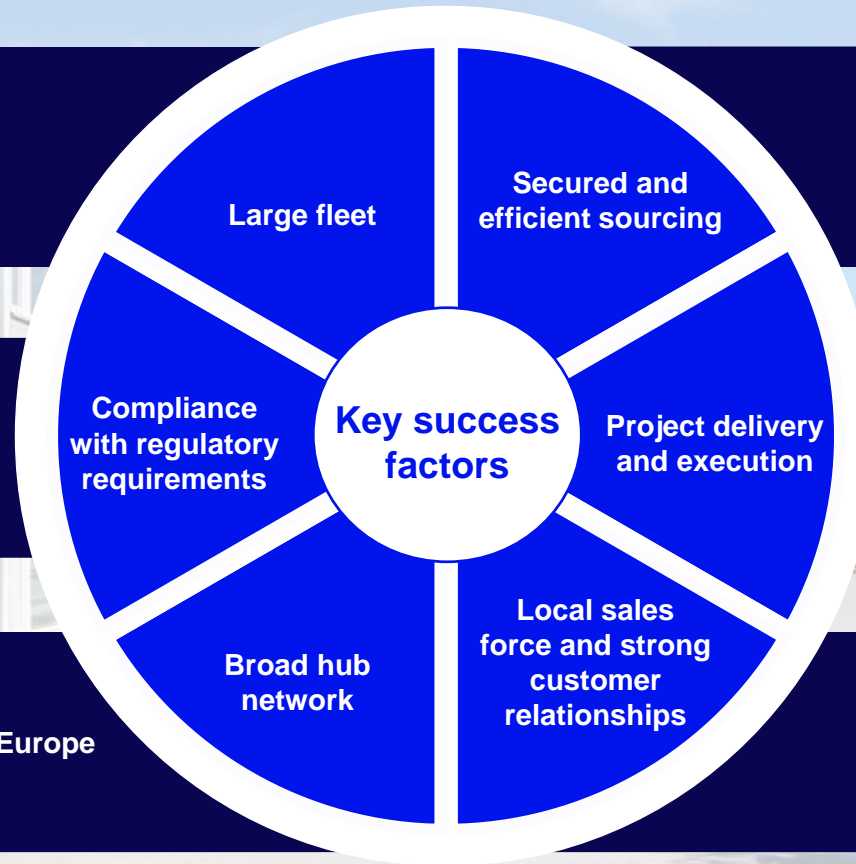 Large fleet
Secured and
efficient sourcing
Compliance
with regulatory
requirements
Key success
factors
Project delivery
and execution
Broad hub
network
Local sales
force and strong
customer
relationships
Europe